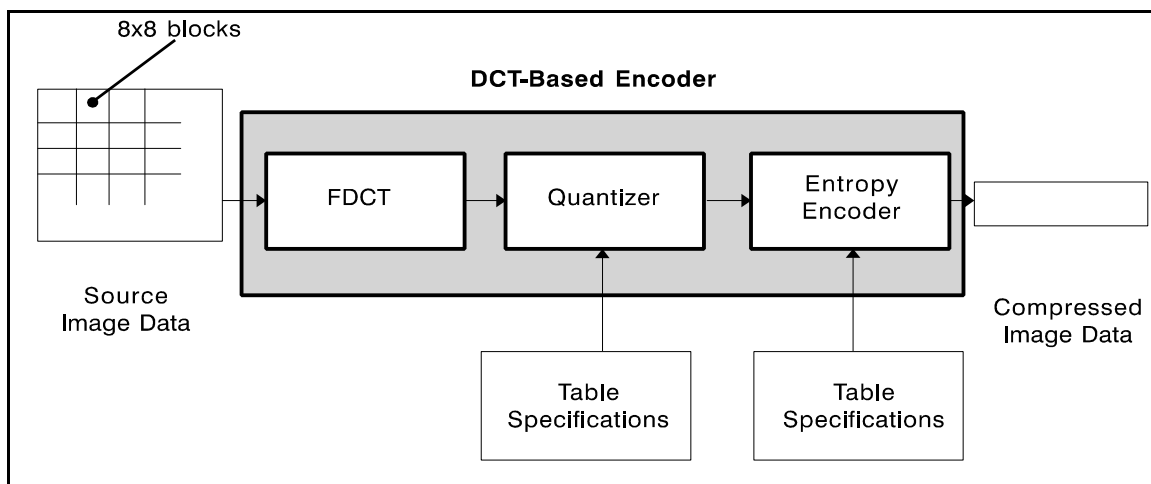 8x8 blocks
DCT-Based Encoder
FDCT
Quantizer
Entropy
Encoder
Source
Image Data
Compressed
Image Data
Table
Specifications
Table
Specifications